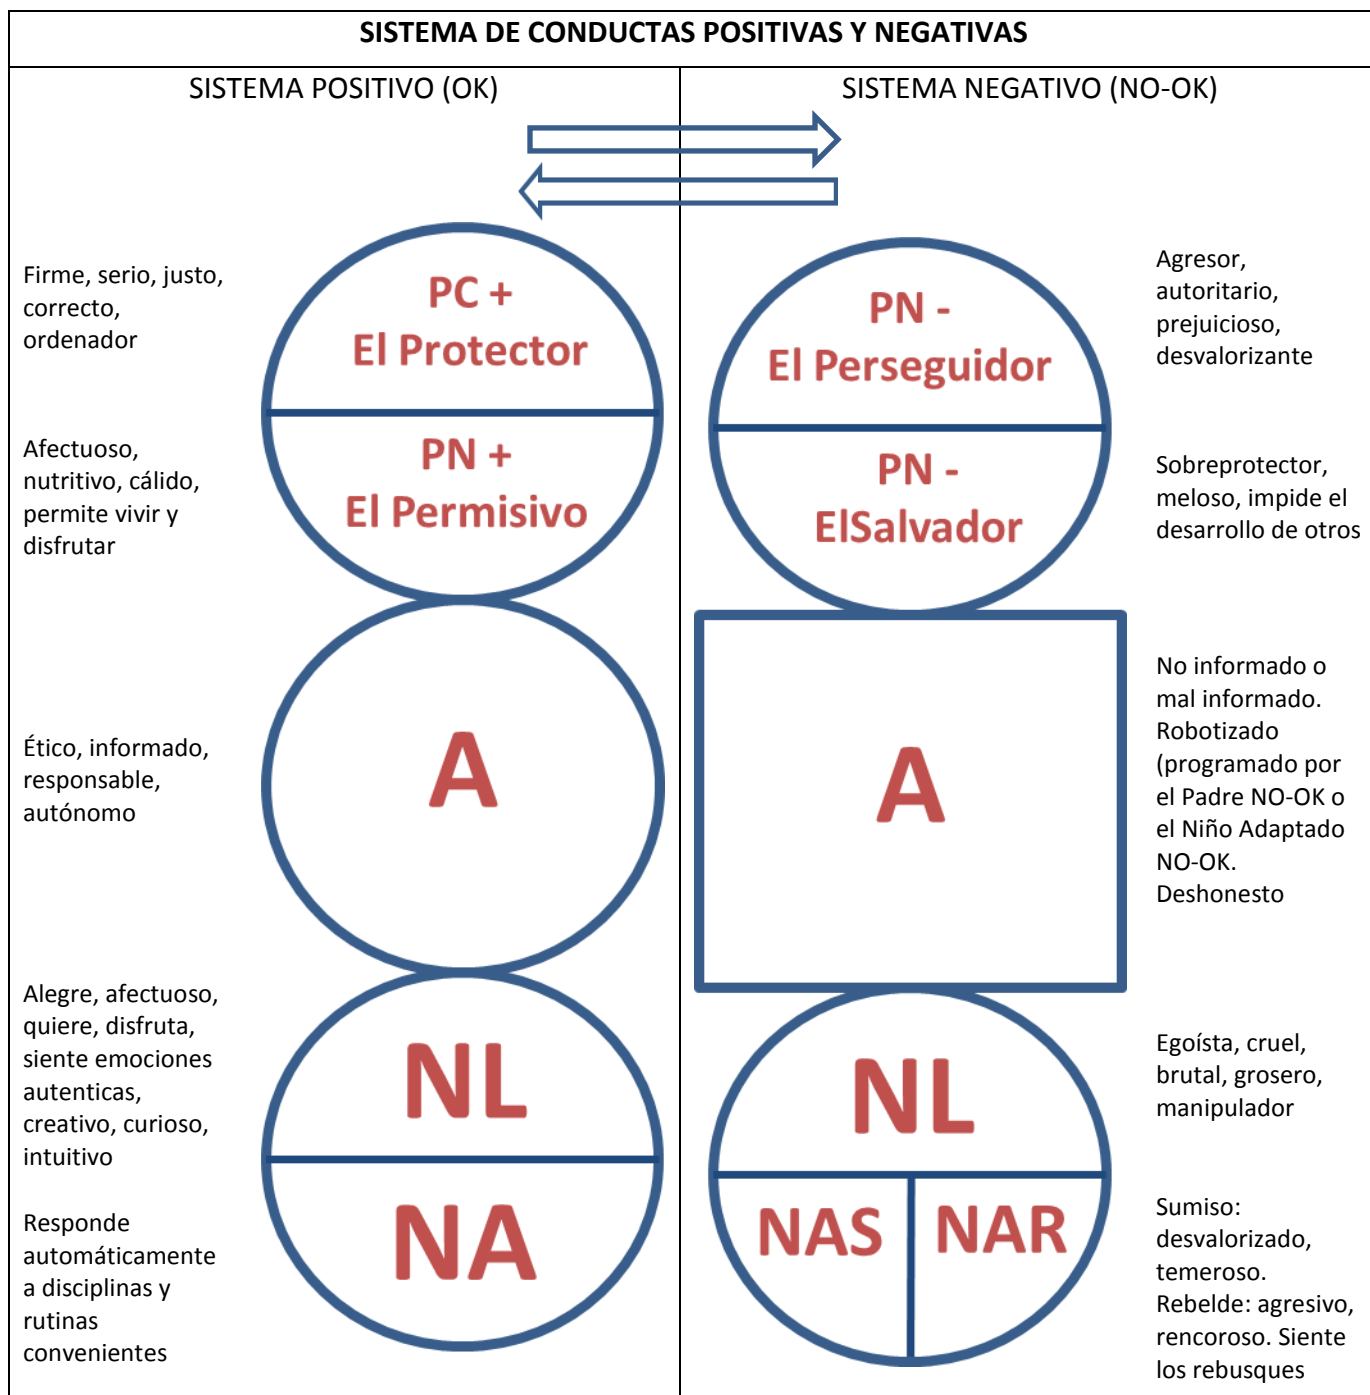 SISTEMA DE CONDUCTAS POSITIVAS Y NEGATIVAS
SISTEMA POSITIVO (OK)
Firme, serio, justo,
correcto,
ordenador
PC +
El Protector
Afectuoso,
nutritivo, cálido,
permite vivir y
disfrutar
PN +
El Permisivo
Ético, informado,
responsable,
autónomo
A
Alegre, afectuoso,
quiere, disfruta,
siente emociones
autenticas,
creativo, curioso,
intuitivo
NL
Responde
automáticamente
a disciplinas y
rutinas
convenientes
NA
SISTEMA NEGATIVO (NO-OK)
PN -
El Perseguidor
Agresor,
autoritario,
prejuicioso,
desvalorizante
PN -
ElSalvador
Sobreprotector,
meloso, impide el
desarrollo de otros
A
No informado o
mal informado.
Robotizado
(programado por
el Padre NO-OK o
el Niño Adaptado
NO-OK.
Deshonesto
NL
Egoísta, cruel,
brutal, grosero,
manipulador
NAS
NAR
Sumiso:
desvalorizado,
temeroso.
Rebelde: agresivo,
rencoroso. Siente
los rebusques